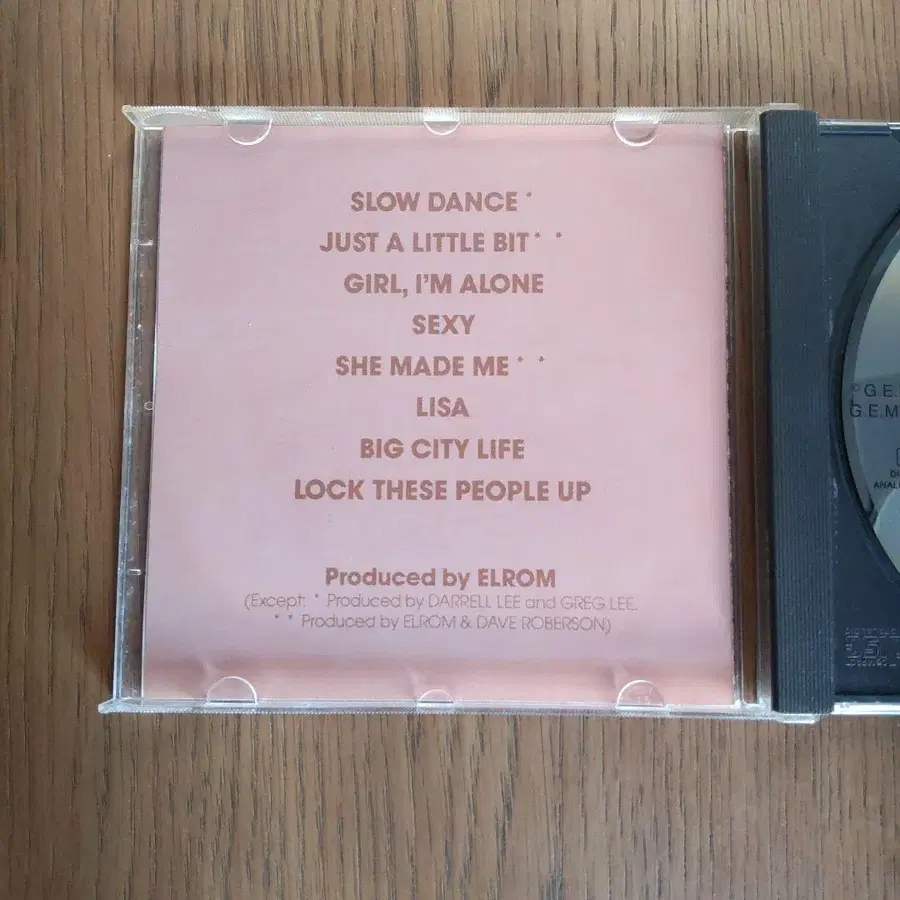 SLOW DANCE *
JUST A LITTLE BIT * *
GIRL, I'M ALONE
SEXY
SHE MADE ME * *
LISA
BIG CITY LIFE
LOCK THESE PEOPLE UP
Produced by ELROM
(Except: * Produced by DARRELL LEE and GREG LEE,
* * Produced by ELROM & DAVE ROBERSON)
© G.E.
G.E.M